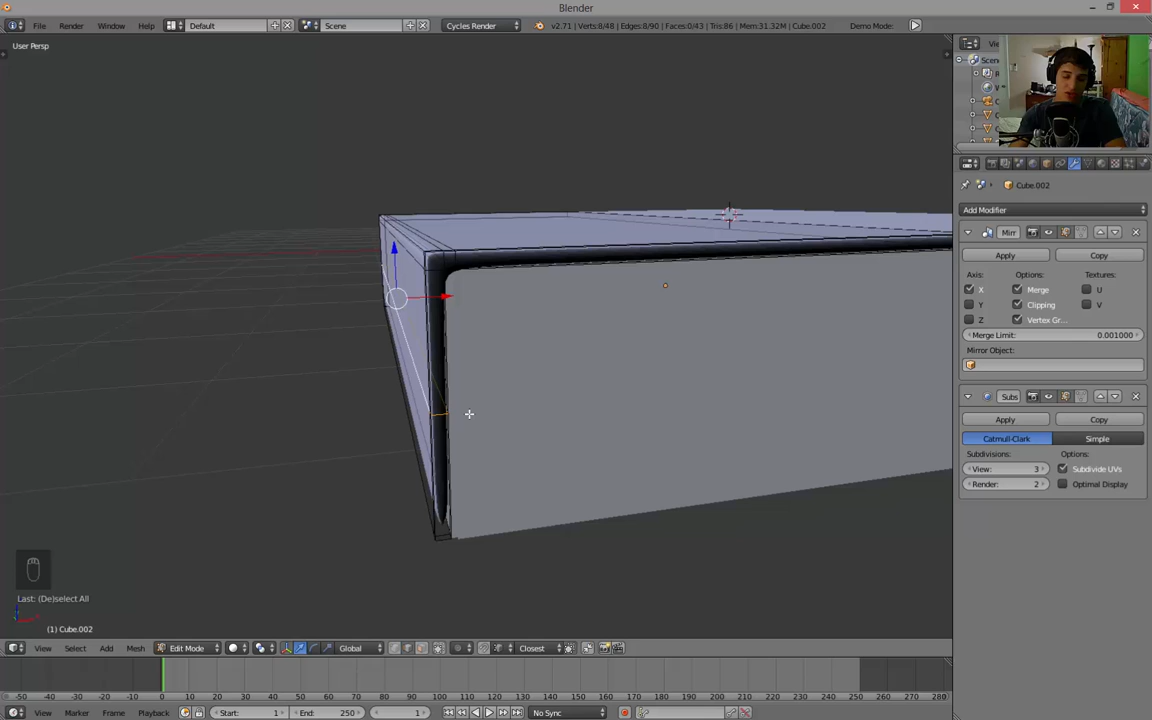 Blender
File Render Window Help Default Scene Cycles Render v2.71 | Verts:8/48 | Edges:8/90 | Faces:0/43 | Tris:86 | Mem:31.32M | Cube.002 Demo Mode:
User Persp
Scen
Cube.002
Add Modifier
Mirr
Apply Copy
Axis: Options: Textures:
X Merge U
Y Clipping V
Z Vertex Gr...
Merge Limit: 0.001000
Mirror Object:
Subs
Apply Copy
Catmull-Clark Simple
Subdivisions: Options:
View: 3 Subdivide UVs
Render: 2 Optimal Display
Last: (De)select All
(1) Cube.002
View Select Add Mesh Edit Mode Global Closest
-50 -40 -30 -20 -10 0 10 20 30 40 50 60 70 80 90 100 110 120 130 140 150 160 170 180 190 200 210 220 230 240 250 260 270 280
View Marker Frame Playback Start: 1 End: 250 1 No Sync